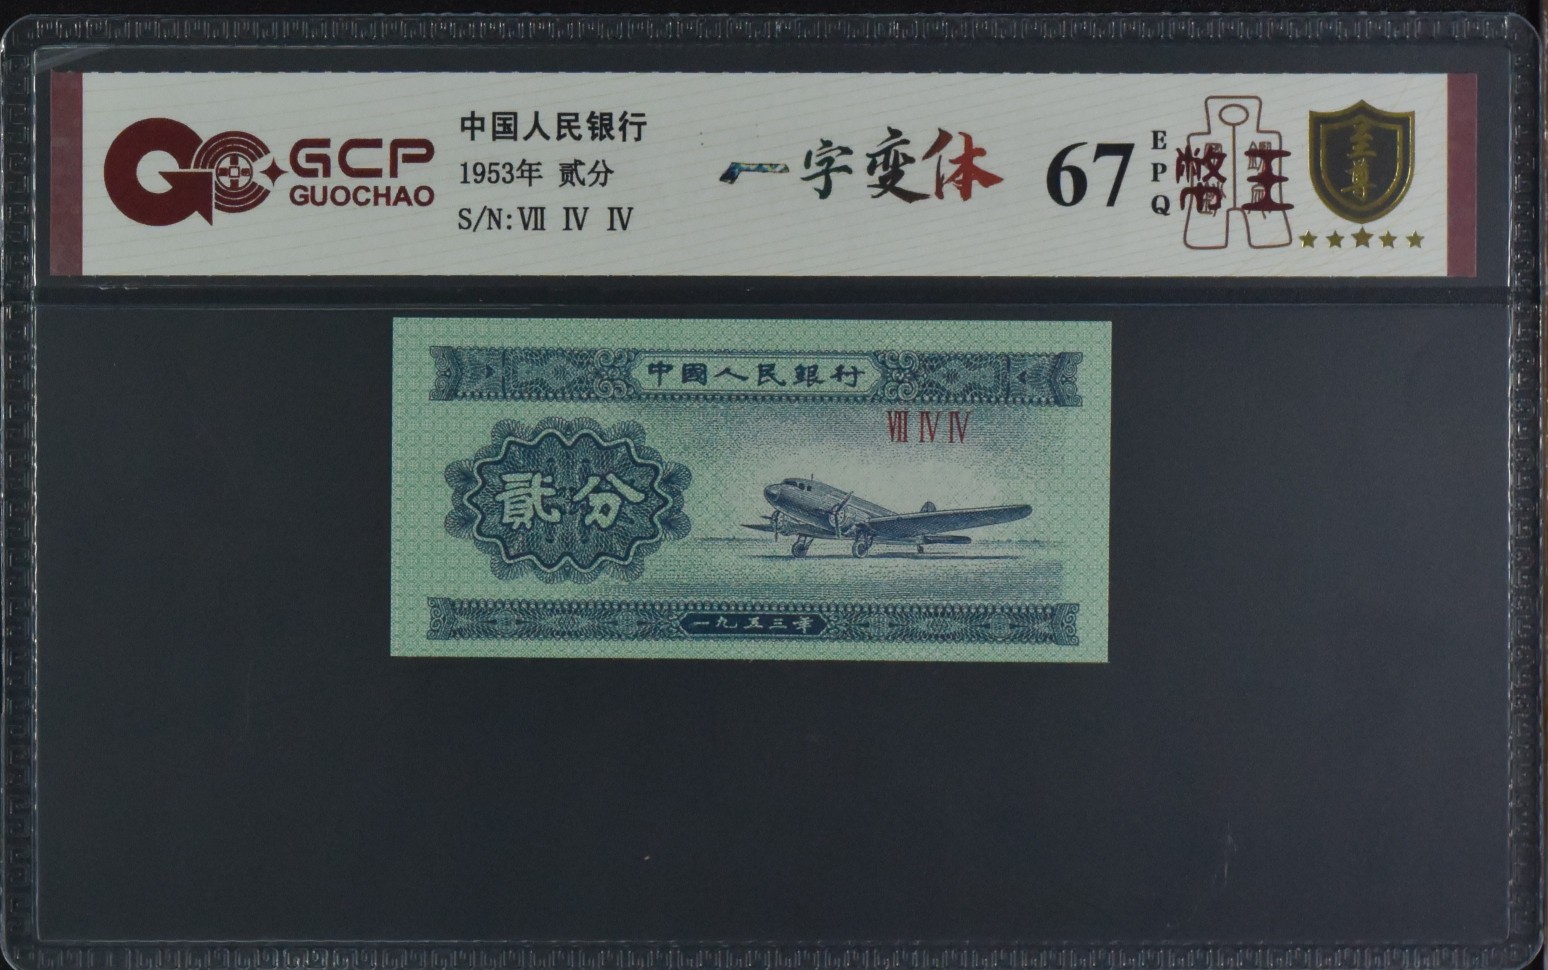 GCP
GUOCHAO
中国人民银行
1953年 贰分
S/N: Ⅶ Ⅳ Ⅳ
一字变体
67
EPQ
至尊
中國人民銀行
Ⅶ Ⅳ Ⅳ
貳分
一九五三年